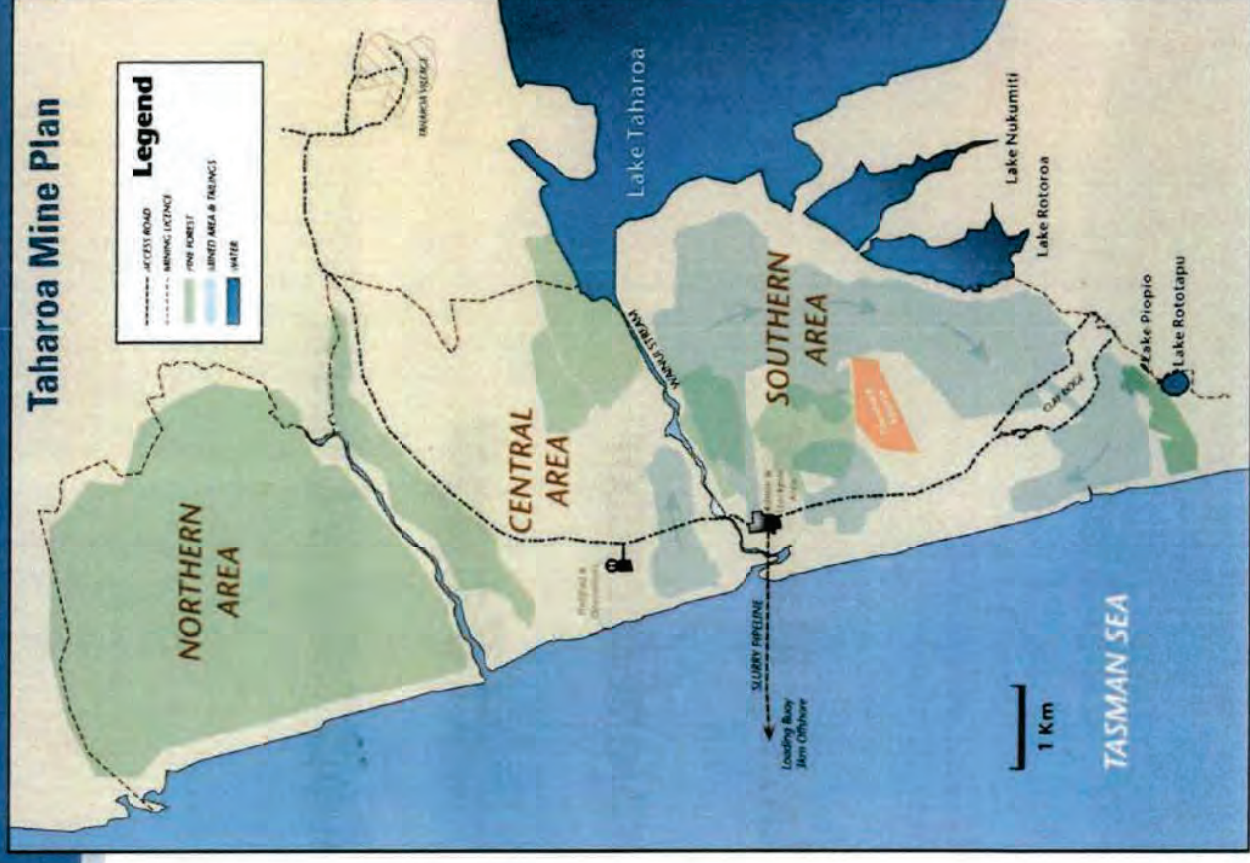 Taharoa Mine Plan
Legend
ACCESS ROAD
MINING LICENCE
PINE FOREST
MINED AREA & TAILINGS
WATER
TAHAROA VILLAGE
NORTHERN
AREA
CENTRAL
AREA
SOUTHERN
AREA
Lake Taharoa
WAINUI STREAM
Lake Nukumiti
Lake Rotoroa
CLAY RIDGE
Lake Piopio
Lake Rototapu
SLURRY PIPELINE
Loading Buoy
3km Offshore
1 Km
TASMAN SEA